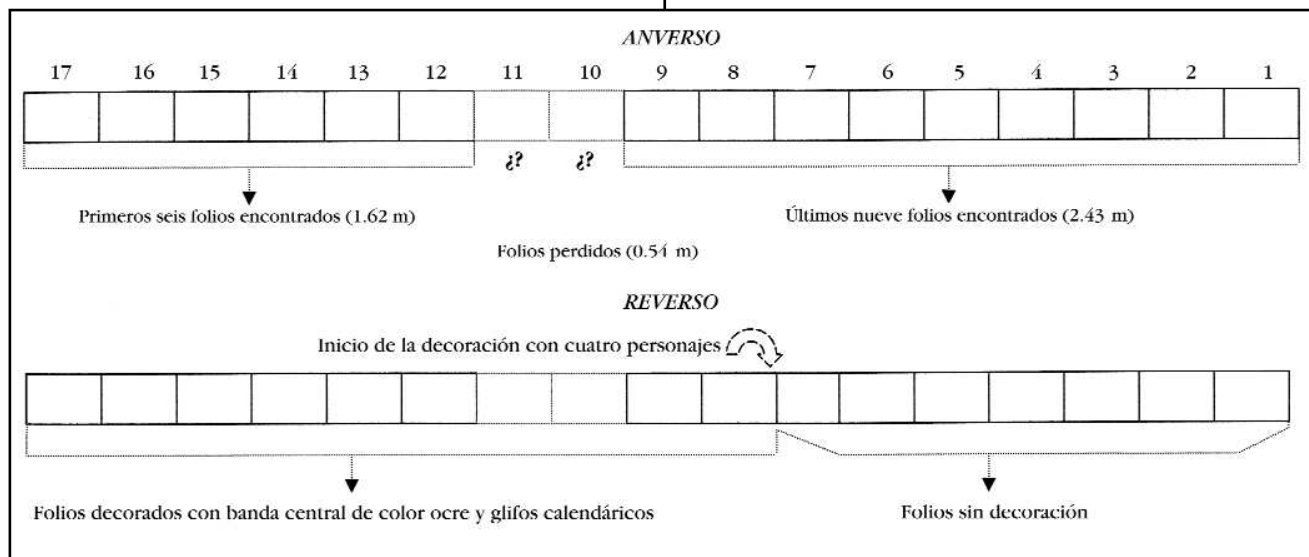 ANVERSO
17 16 15 14 13 12 11 10 9 8 7 6 5 4 3 2 1
¿? ¿?
Primeros seis folios encontrados (1.62 m) Últimos nueve folios encontrados (2.43 m)
Folios perdidos (0.54 m)
REVERSO
Inicio de la decoración con cuatro personajes
Folios decorados con banda central de color ocre y glifos calendáricos Folios sin decoración